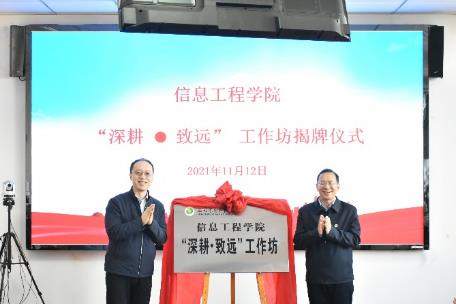 信息工程学院
“深耕 ● 致远” 工作坊揭牌仪式
2021年11月12日
信息工程学院
“深耕·致远”工作坊